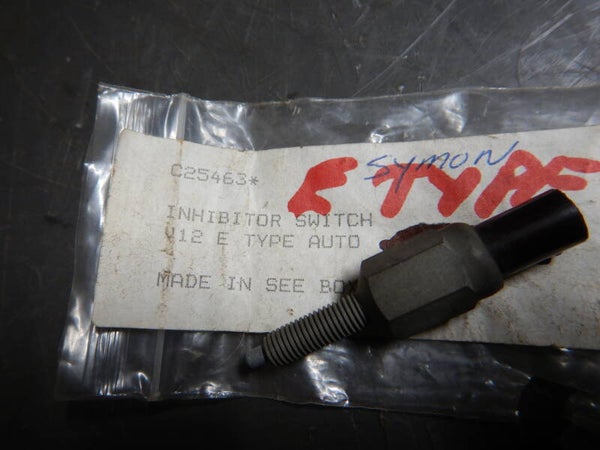 C25463*
SYMON
E TYPE
INHIBITOR SWITCH
V12 E TYPE AUTO
MADE IN SEE BOX